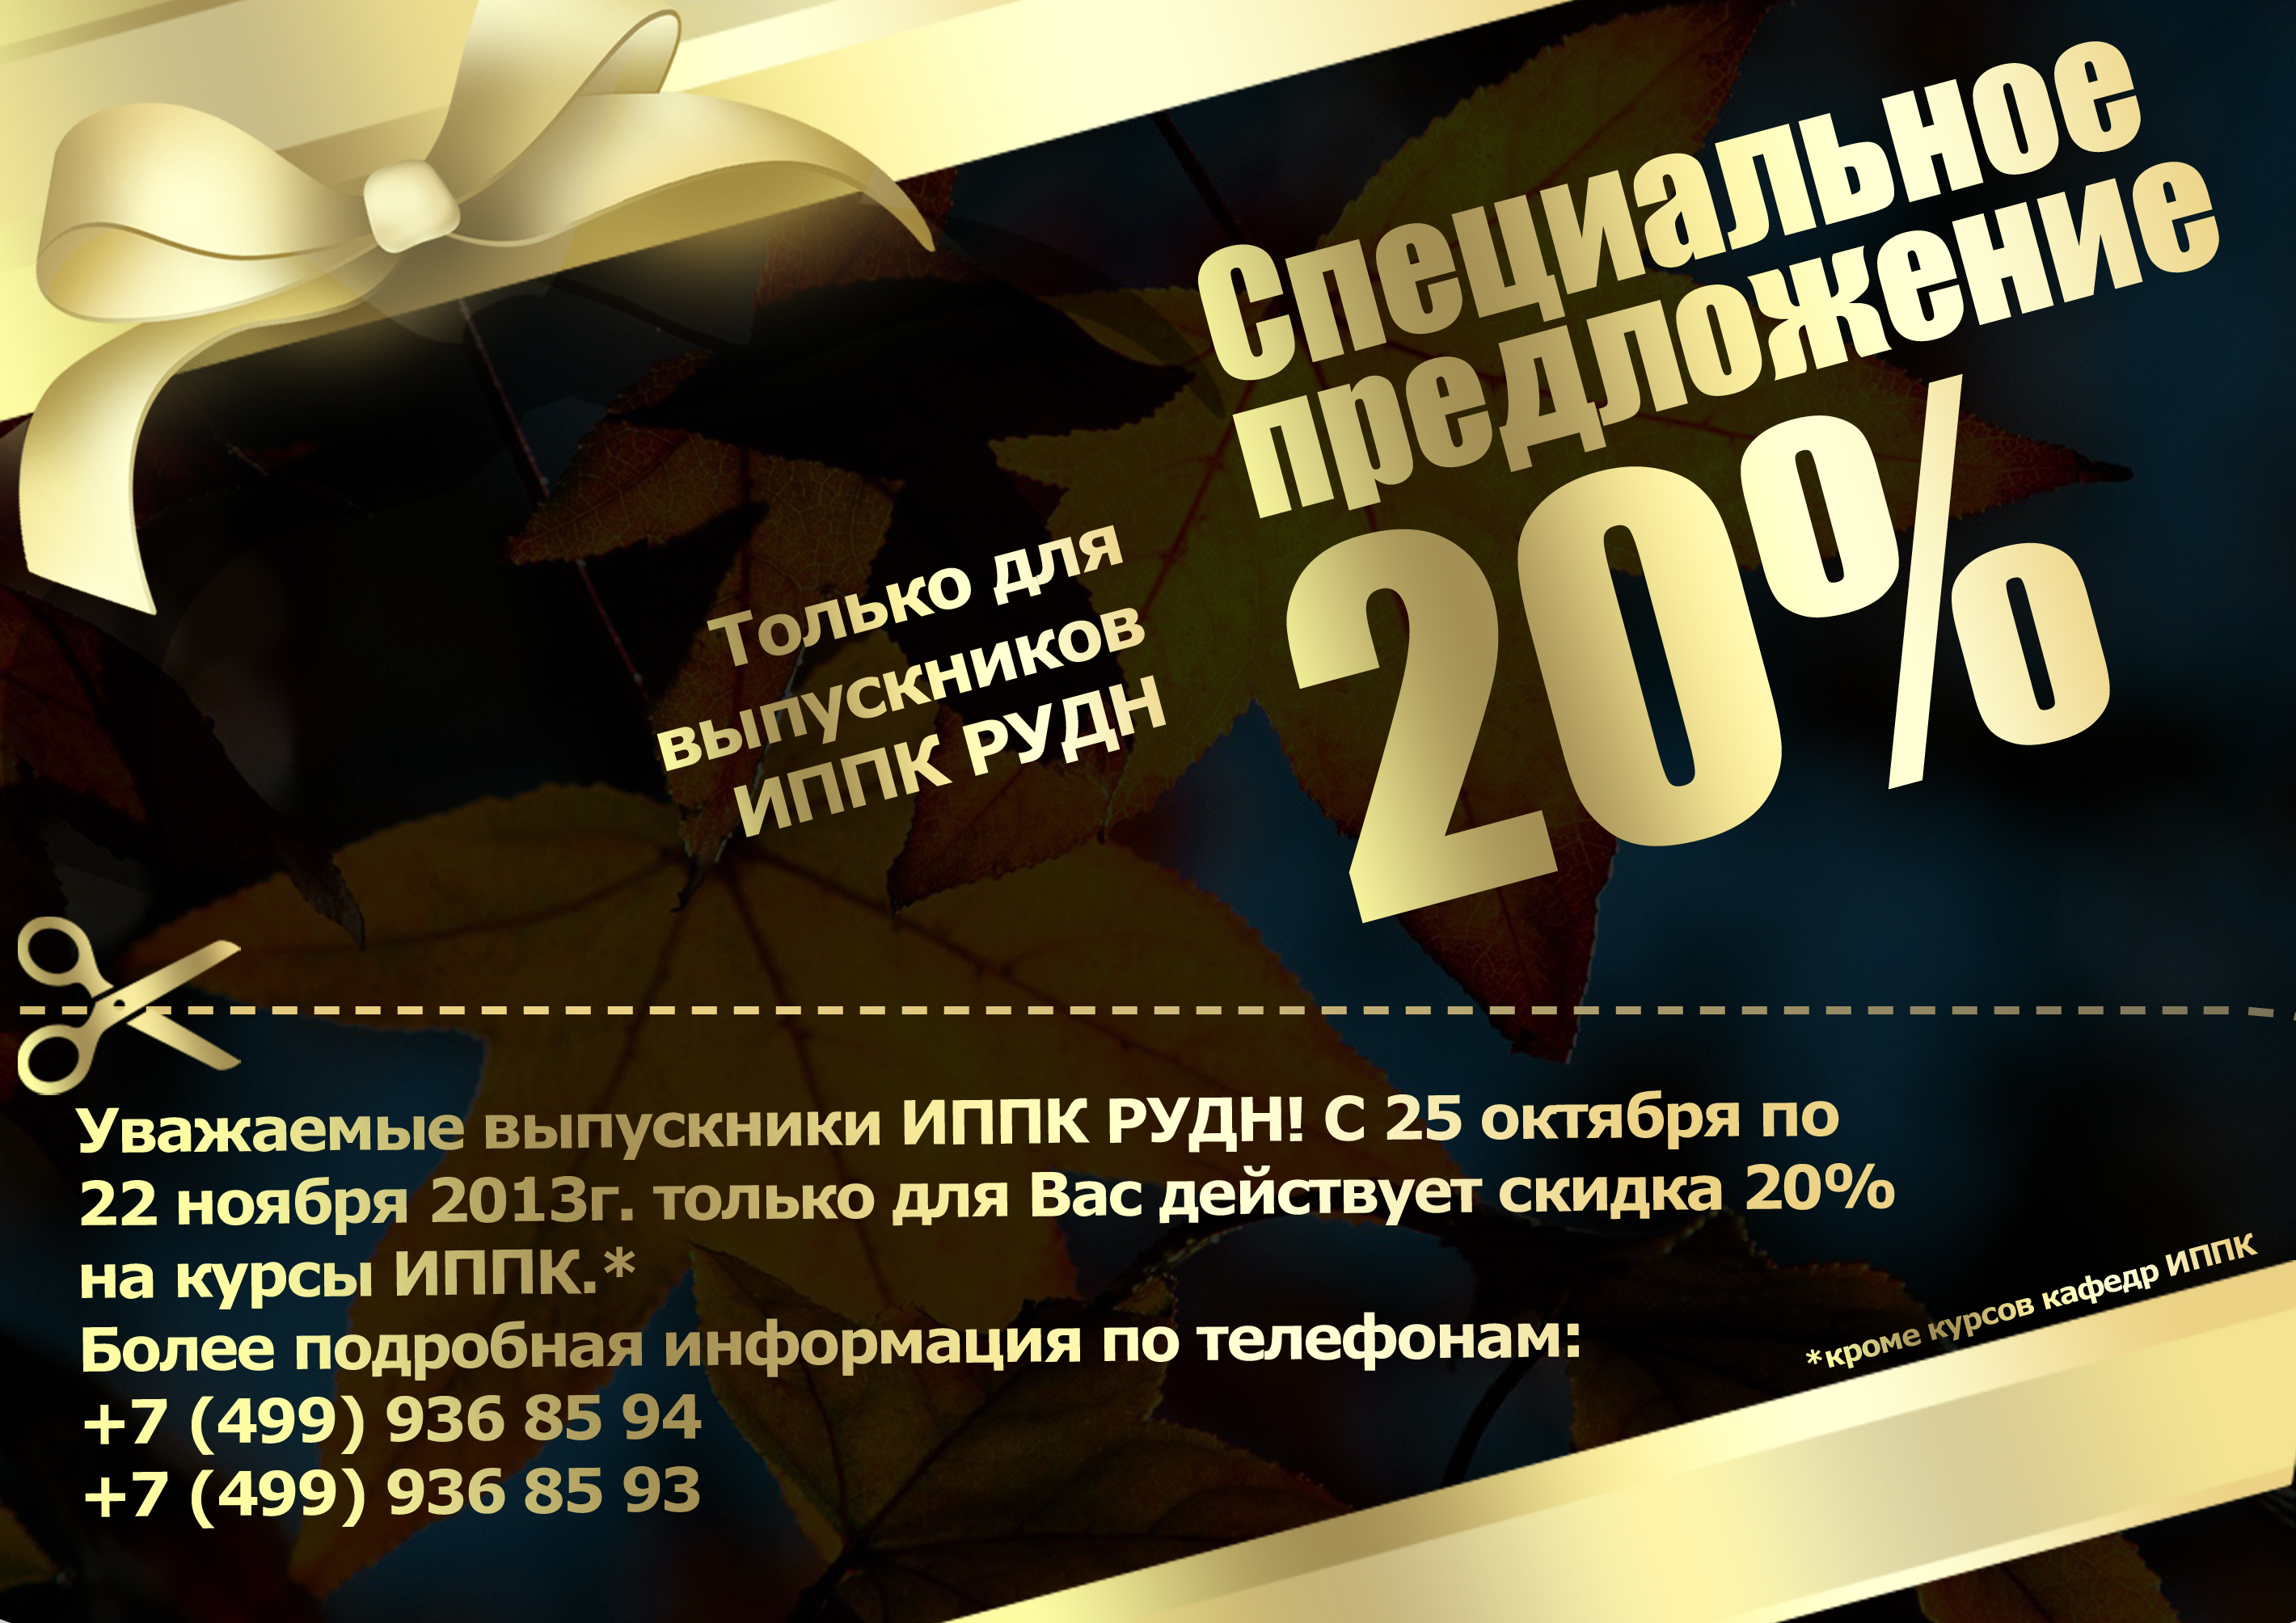 Специальное
предложение
20%
Только для
выпускников
ИППК РУДН
Уважаемые выпускники ИППК РУДН! С 25 октября по
22 ноября 2013г. только для Вас действует скидка 20%
на курсы ИППК.*
Более подробная информация по телефонам:
+7 (499) 936 85 94
+7 (499) 936 85 93
*кроме курсов кафедр ИППК